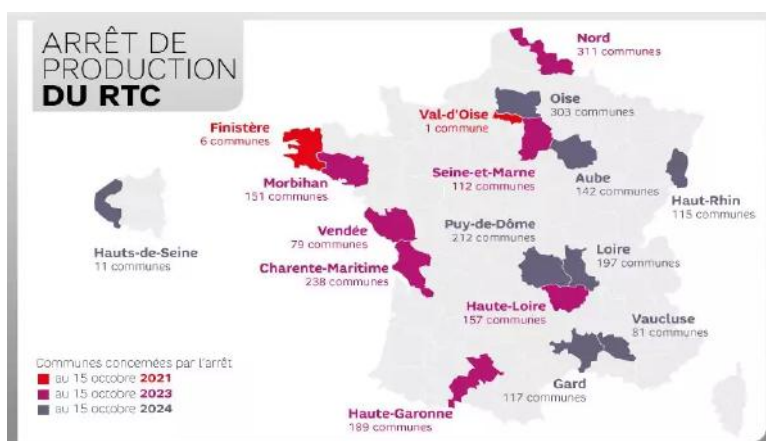 ARRÊT DE
PRODUCTION
DU RTC
Nord
311 communes
Oise
303 communes
Val-d'Oise
1 commune
Finistère
6 communes
Seine-et-Marne
112 communes
Aube
142 communes
Haut-Rhin
115 communes
Morbihan
151 communes
Hauts-de-Seine
11 communes
Vendée
79 communes
Puy-de-Dôme
212 communes
Loire
197 communes
Charente-Maritime
238 communes
Haute-Loire
157 communes
Vaucluse
81 communes
Gard
117 communes
Haute-Garonne
189 communes
Communes concernées par l'arrêt
au 15 octobre 2021
au 15 octobre 2023
au 15 octobre 2024